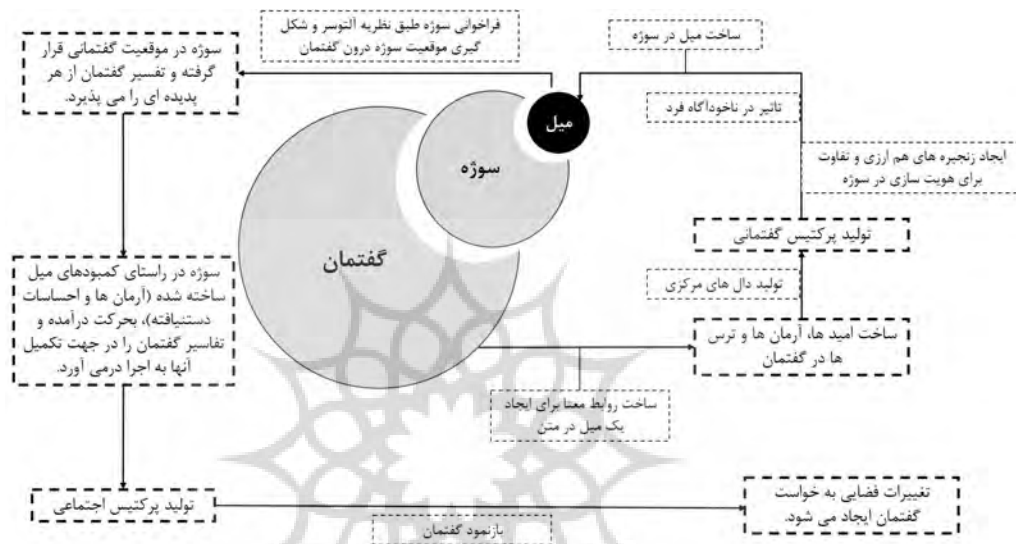 فراخوانی سوژه طبق نظریه آلتوسر و شکل
گیری موقعیت سوژه درون گفتمان
ساخت میل در سوژه
سوژه در موقعیت گفتمانی قرار
گرفته و تفسیر گفتمان از هر
پدیده ای را می پذیرد.
تاثیر در ناخودآگاه فرد
میل
سوژه
گفتمان
ایجاد زنجیره های هم ارزی و تفاوت
برای هویت سازی در سوژه
تولید پرکتیس گفتمانی
تولید دال های مرکزی
ساخت امید ها، آرمان ها و ترس
ها در گفتمان
سوژه در راستای کمبودهای میل
ساخته شده (آرمان ها و احساسات
دستنیافته)، بحرکت درآمده و
تفاسیر گفتمان را در جهت تکمیل
آنها به اجرا درمی آورد.
ساخت روابط معنا برای ایجاد
یک میل در متن
تولید پرکتیس اجتماعی
بازنمود گفتمان
تغییرات فضایی به خواست
گفتمان ایجاد می شود.